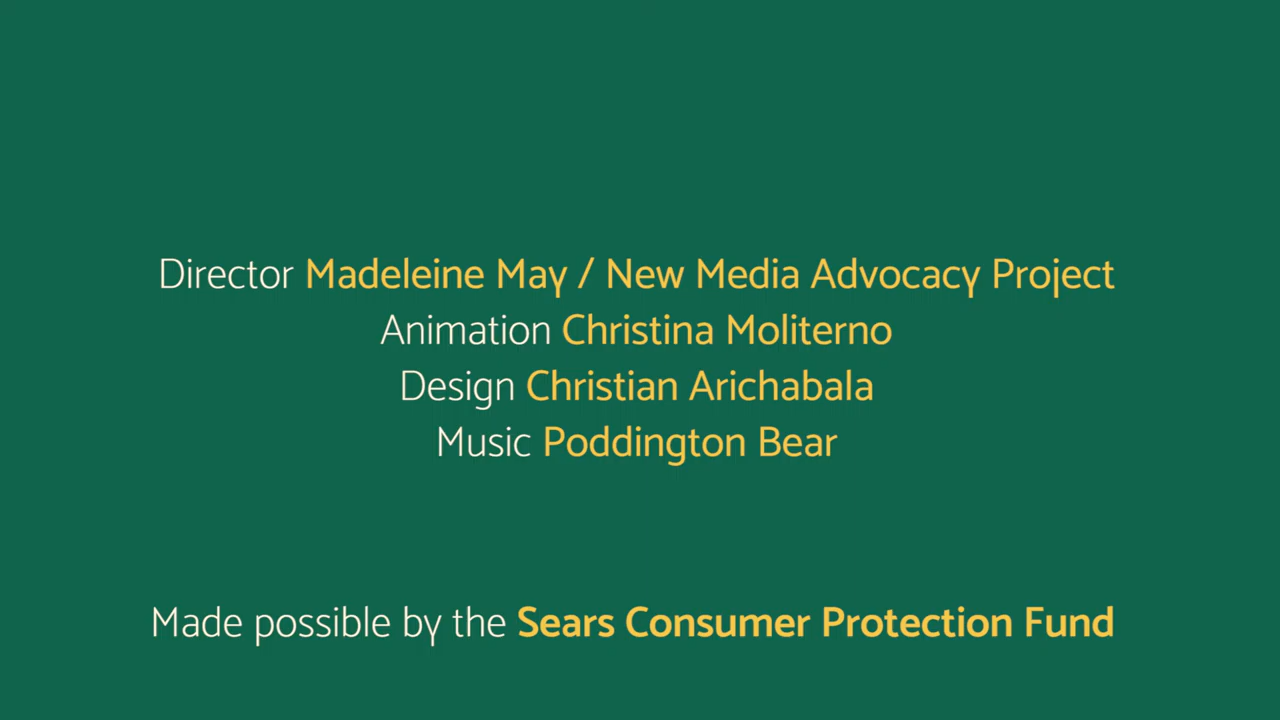 Director Madeleine May / New Media Advocacy Project
Animation Christina Moliterno
Design Christian Arichabala
Music Poddington Bear
Made possible by the Sears Consumer Protection Fund